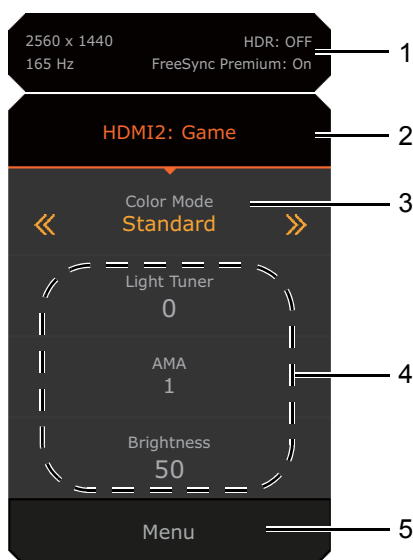 2560 x 1440 HDR: OFF
165 Hz FreeSync Premium: On
1
HDMI2: Game
2
Color Mode
Standard
3
Light Tuner
0
AMA
1
4
Brightness
50
Menu
5